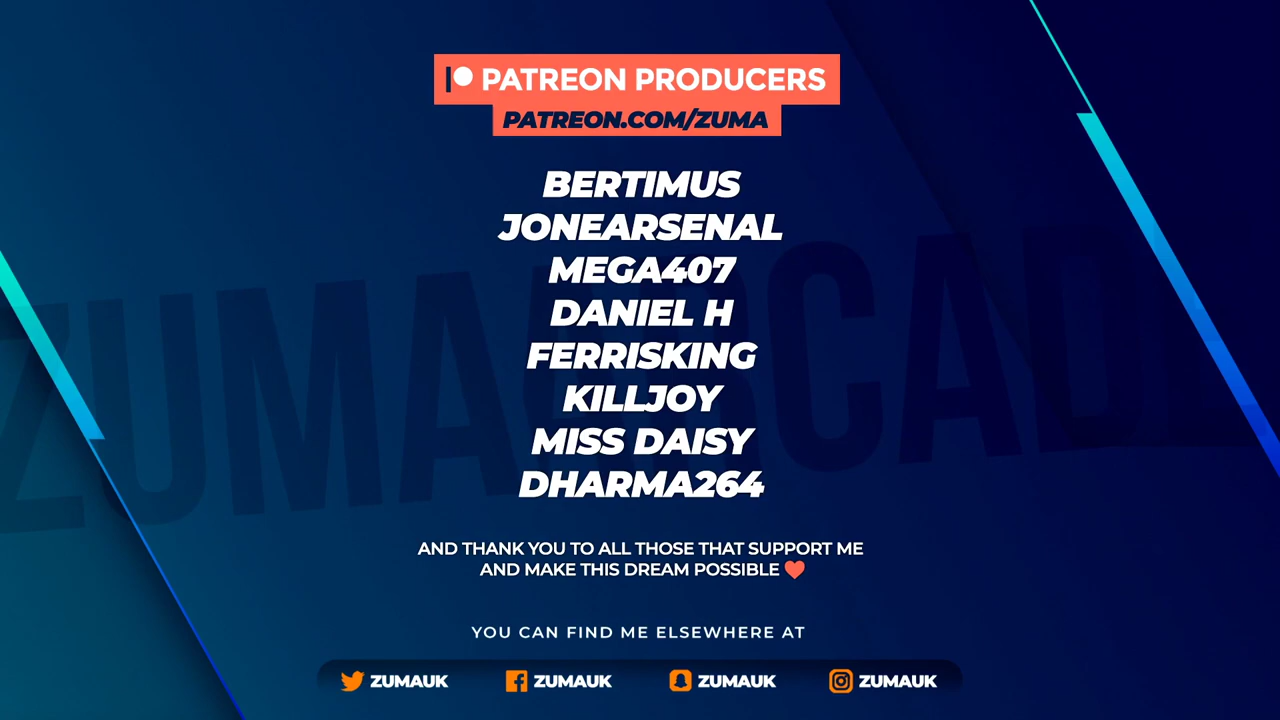 PATREON PRODUCERS
PATREON.COM/ZUMA
BERTIMUS
JONEARSENAL
MEGA407
DANIEL H
FERRISKING
KILLJOY
MISS DAISY
DHARMA264
AND THANK YOU TO ALL THOSE THAT SUPPORT ME
AND MAKE THIS DREAM POSSIBLE ❤
YOU CAN FIND ME ELSEWHERE AT
ZUMAUK ZUMAUK ZUMAUK ZUMAUK
ZUMAARCADE